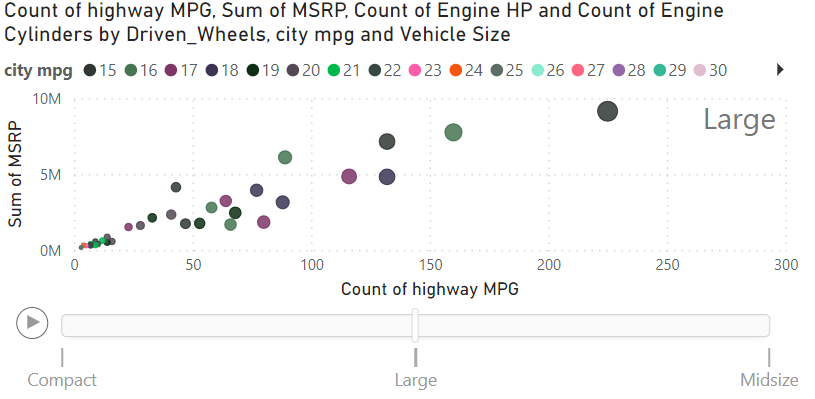 Count of highway MPG, Sum of MSRP, Count of Engine HP and Count of Engine
Cylinders by Driven_Wheels, city mpg and Vehicle Size
city mpg 15 16 17 18 19 20 21 22 23 24 25 26 27 28 29 30
10M
Large
Sum of MSRP
5M
0M
0 50 100 150 200 250 300
Count of highway MPG
Compact Large Midsize